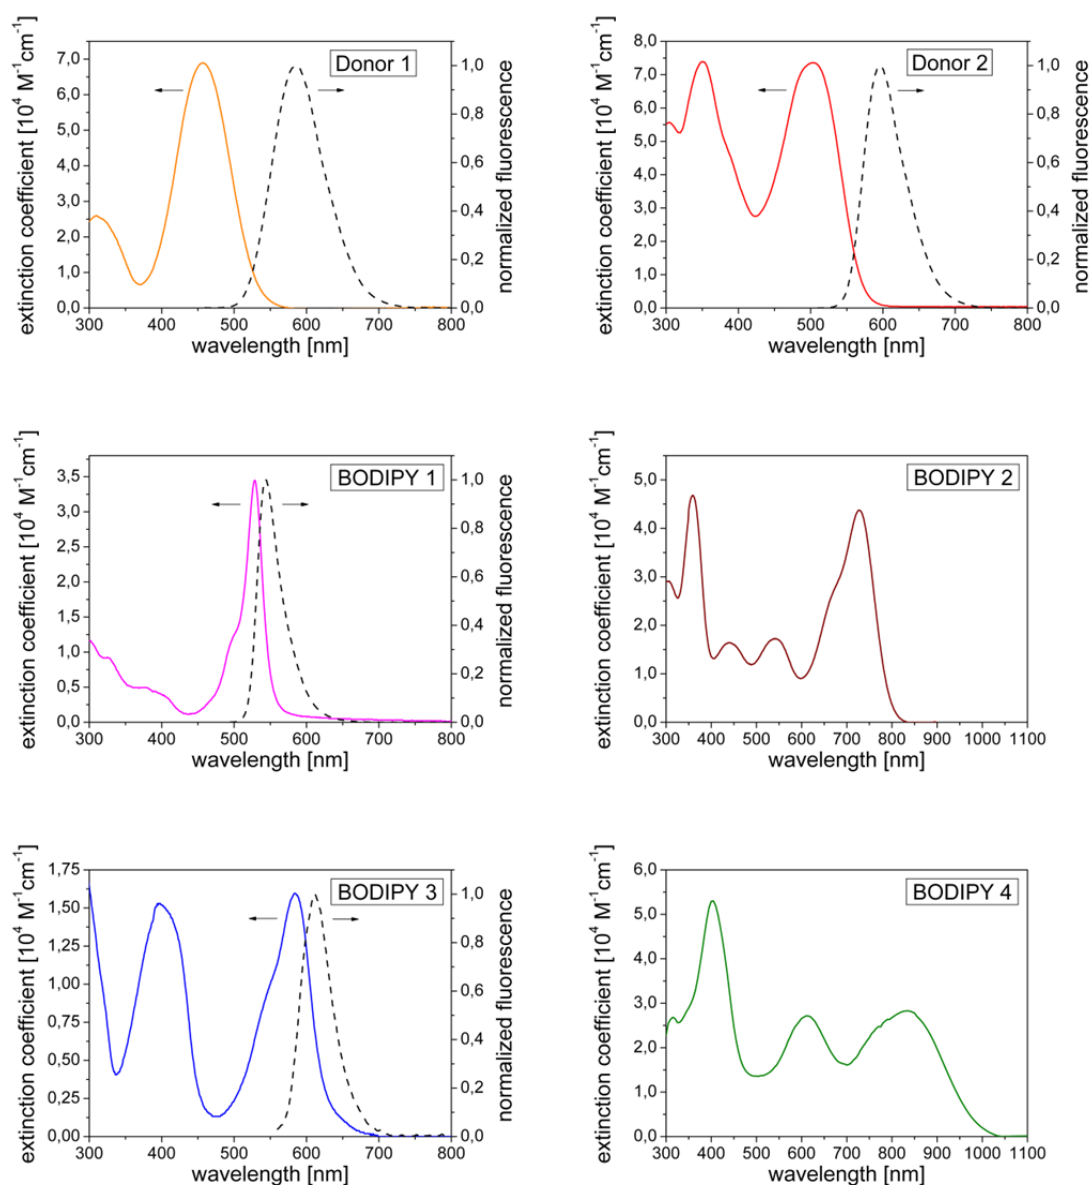 Donor 1
extinction coefficient [10⁴ M⁻¹cm⁻¹]
7,0
6,0
5,0
4,0
3,0
2,0
1,0
0,0
300 400 500 600 700 800
wavelength [nm]
1,0
0,8
0,6
0,4
0,2
0,0
normalized fluorescence
Donor 2
extinction coefficient [10⁴ M⁻¹cm⁻¹]
8,0
7,0
6,0
5,0
4,0
3,0
2,0
1,0
0,0
300 400 500 600 700 800
wavelength [nm]
1,0
0,8
0,6
0,4
0,2
0,0
normalized fluorescence
BODIPY 1
extinction coefficient [10⁴ M⁻¹cm⁻¹]
3,5
3,0
2,5
2,0
1,5
1,0
0,5
0,0
300 400 500 600 700 800
wavelength [nm]
1,0
0,8
0,6
0,4
0,2
0,0
normalized fluorescence
BODIPY 2
extinction coefficient [10⁴ M⁻¹cm⁻¹]
5,0
4,0
3,0
2,0
1,0
0,0
300 400 500 600 700 800 900 1000 1100
wavelength [nm]
BODIPY 3
extinction coefficient [10⁴ M⁻¹cm⁻¹]
1,75
1,50
1,25
1,00
0,75
0,50
0,25
0,00
300 400 500 600 700 800
wavelength [nm]
1,0
0,8
0,6
0,4
0,2
0,0
normalized fluorescence
BODIPY 4
extinction coefficient [10⁴ M⁻¹cm⁻¹]
6,0
5,0
4,0
3,0
2,0
1,0
0,0
300 400 500 600 700 800 900 1000 1100
wavelength [nm]